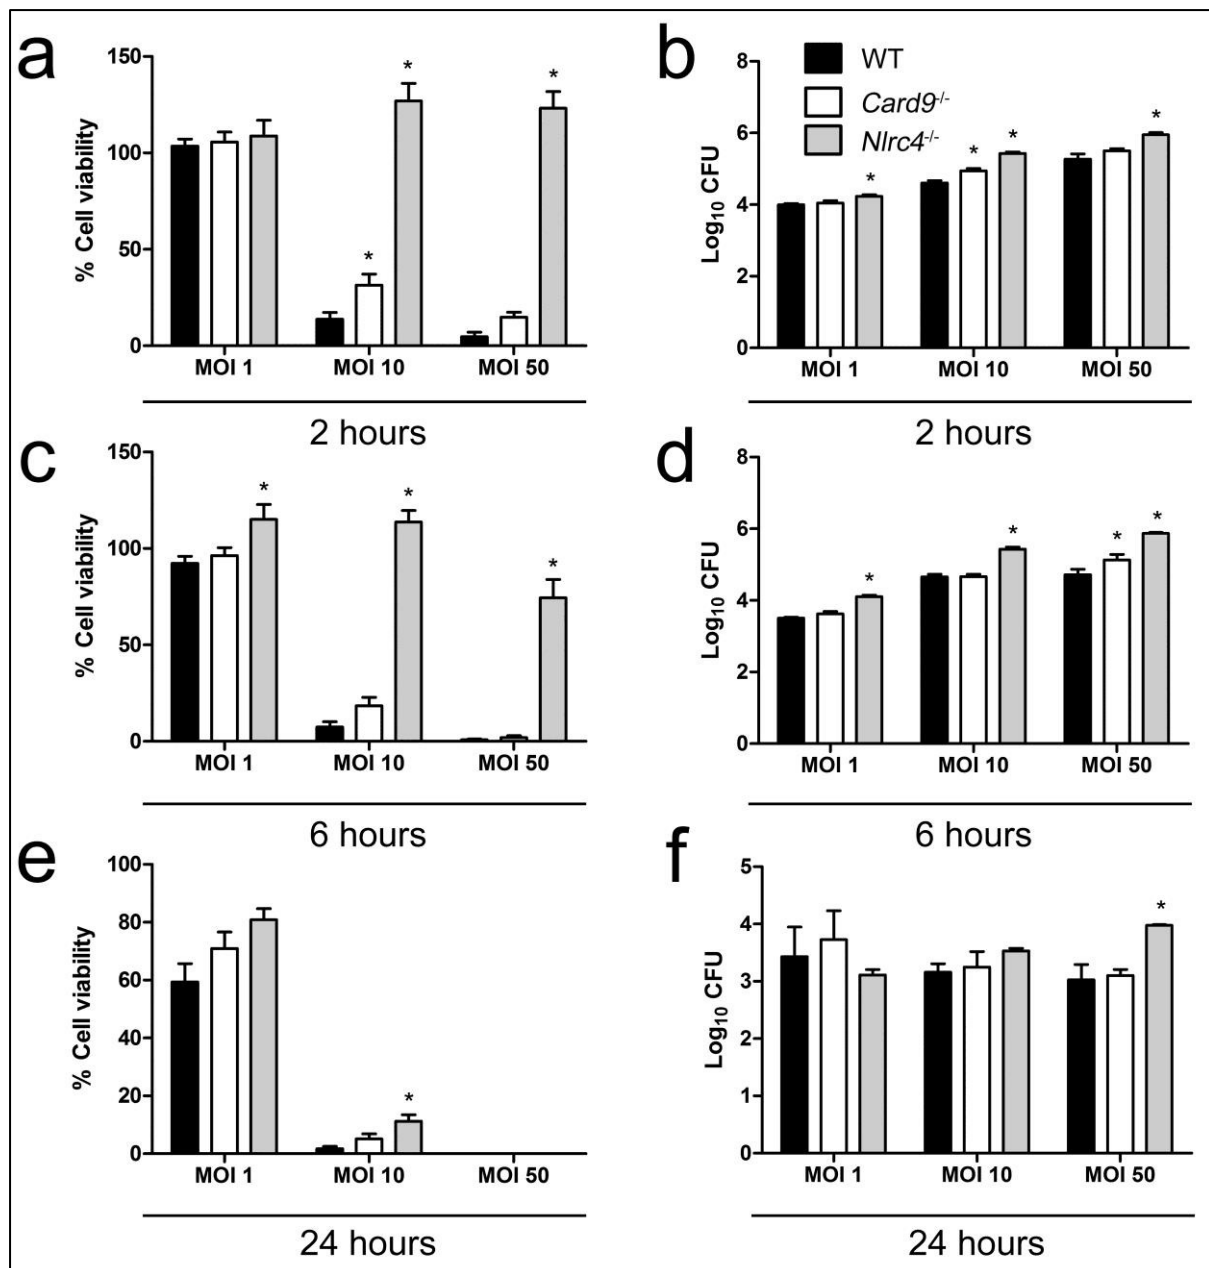 a
150
100
50
0
% Cell viability
* *
*
MOI 1 MOI 10 MOI 50
2 hours
b
WT
Card9-/-
Nlrc4-/-
8
6
4
2
0
Log10 CFU
* * * *
MOI 1 MOI 10 MOI 50
2 hours
c
150
100
50
0
% Cell viability
* * *
MOI 1 MOI 10 MOI 50
6 hours
d
8
6
4
2
0
Log10 CFU
* * * *
MOI 1 MOI 10 MOI 50
6 hours
e
100
80
60
40
20
0
% Cell viability
*
MOI 1 MOI 10 MOI 50
24 hours
f
5
4
3
2
1
0
Log10 CFU
*
MOI 1 MOI 10 MOI 50
24 hours